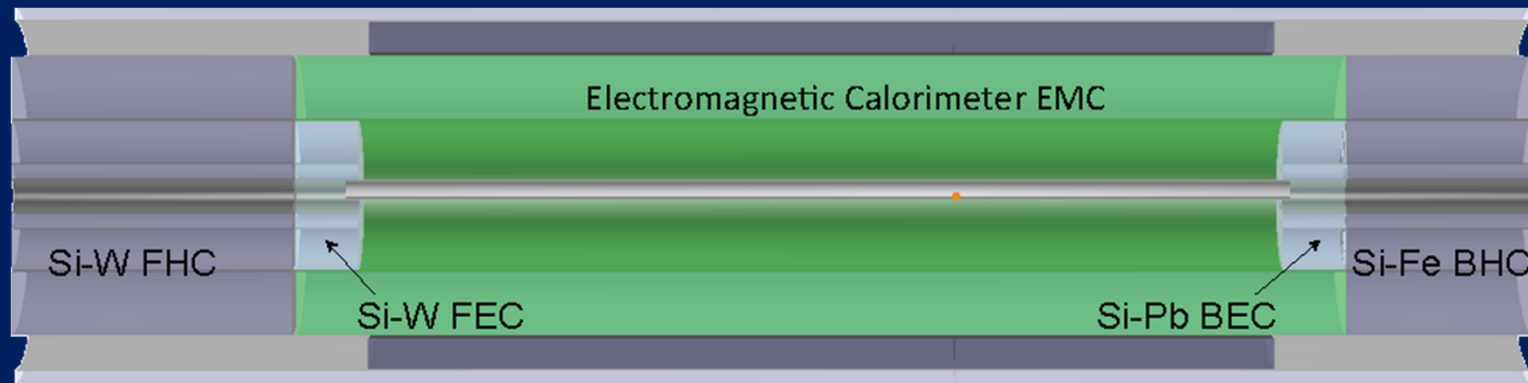 Electromagnetic Calorimeter EMC
Si-W FHC
Si-Fe BHC
Si-W FEC
Si-Pb BEC